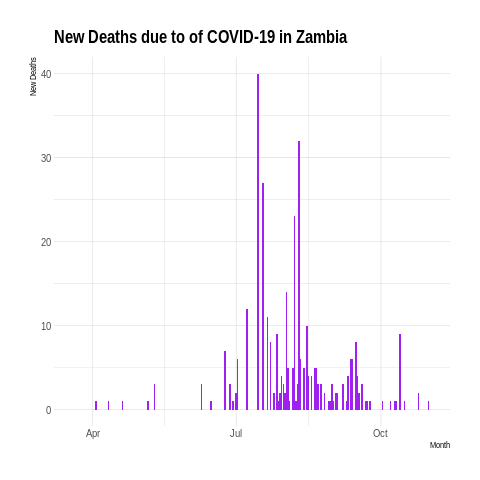 New Deaths due to of COVID-19 in Zambia
New Deaths
40
30
20
10
0
Apr
Jul
Oct
Month